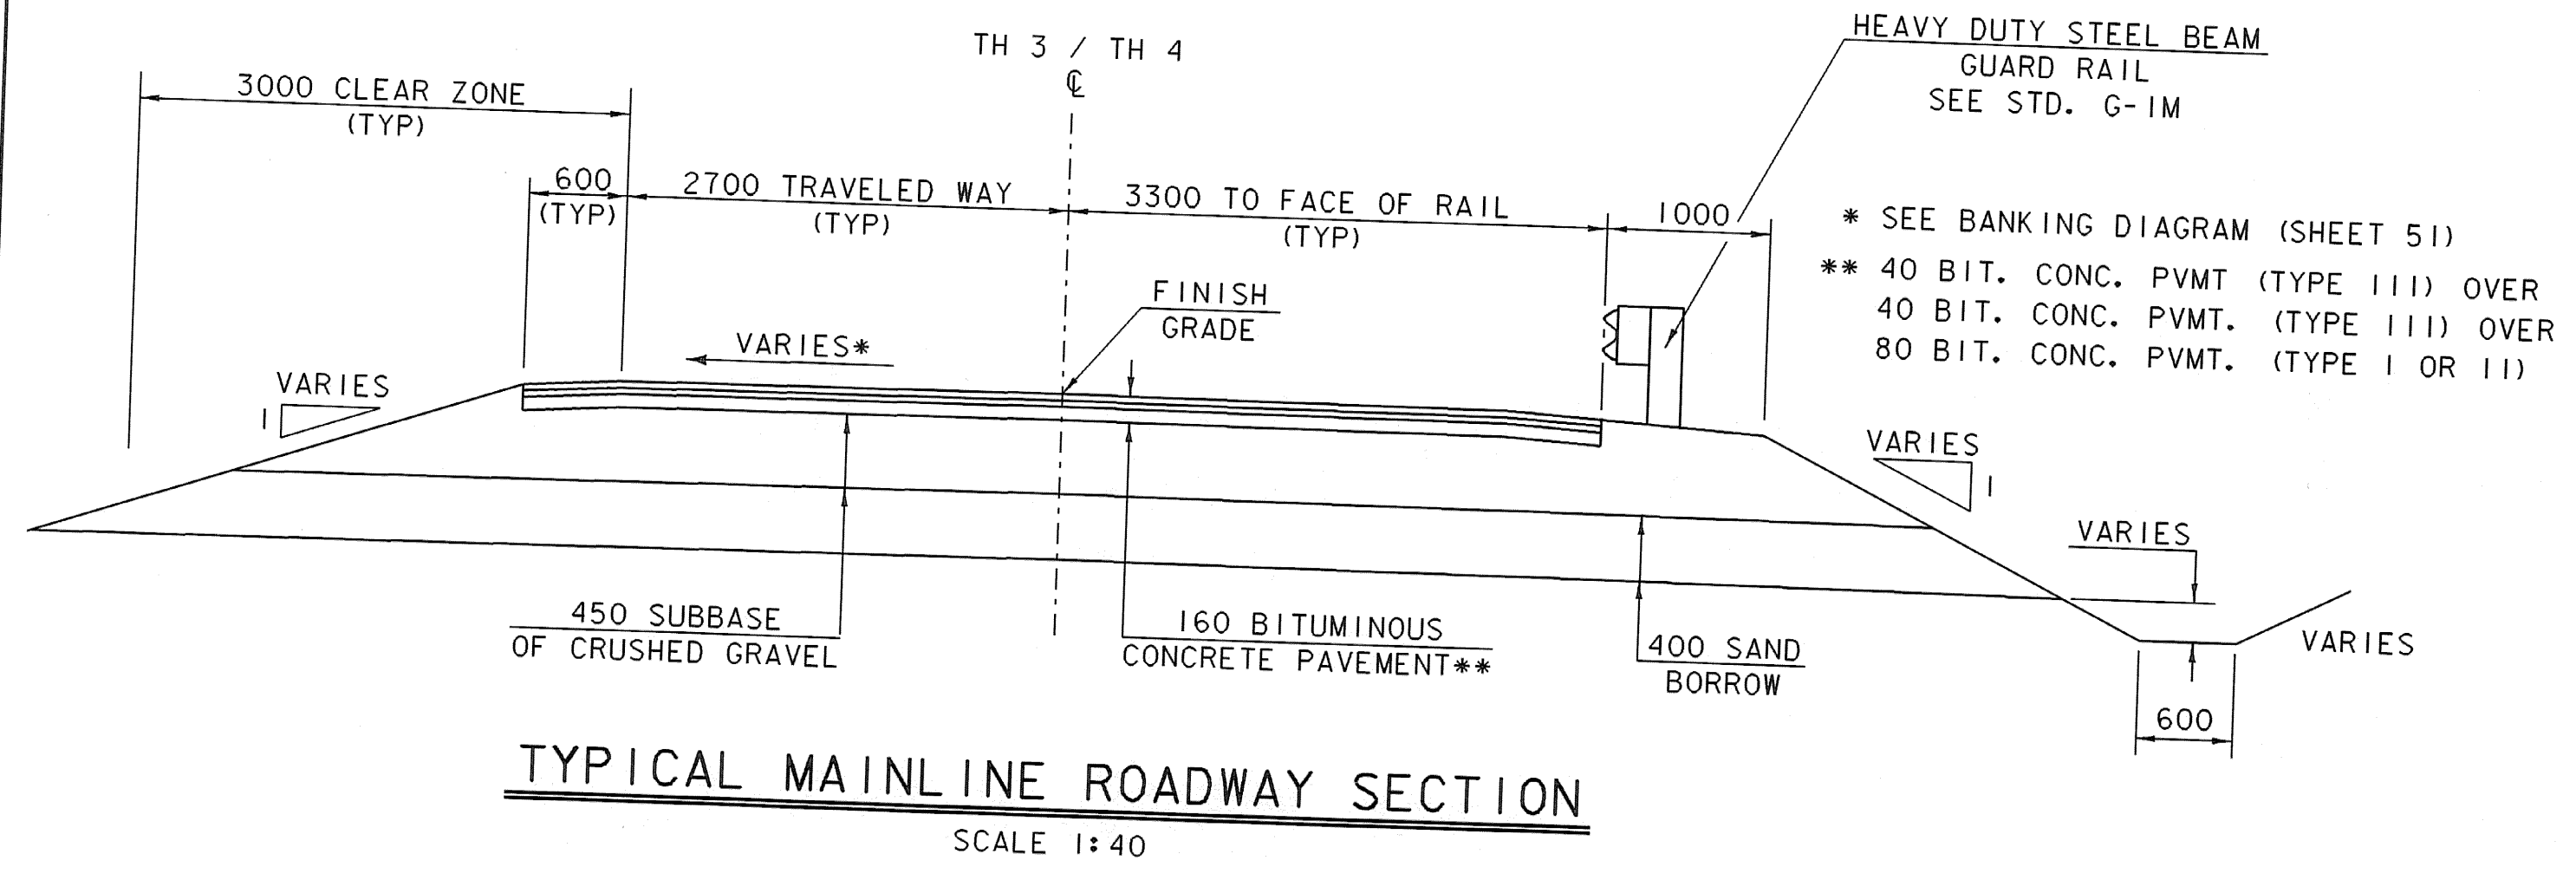 TH 3 / TH 4
℄
HEAVY DUTY STEEL BEAM
GUARD RAIL
SEE STD. G-1M
3000 CLEAR ZONE
(TYP)
600
(TYP)
2700 TRAVELED WAY
(TYP)
3300 TO FACE OF RAIL
(TYP)
1000
* SEE BANKING DIAGRAM (SHEET 51)
** 40 BIT. CONC. PVMT (TYPE III) OVER
40 BIT. CONC. PVMT. (TYPE III) OVER
80 BIT. CONC. PVMT. (TYPE I OR II)
FINISH
GRADE
VARIES*
VARIES
1
VARIES
1
VARIES
450 SUBBASE
OF CRUSHED GRAVEL
160 BITUMINOUS
CONCRETE PAVEMENT**
400 SAND
BORROW
VARIES
600
TYPICAL MAINLINE ROADWAY SECTION
SCALE 1:40